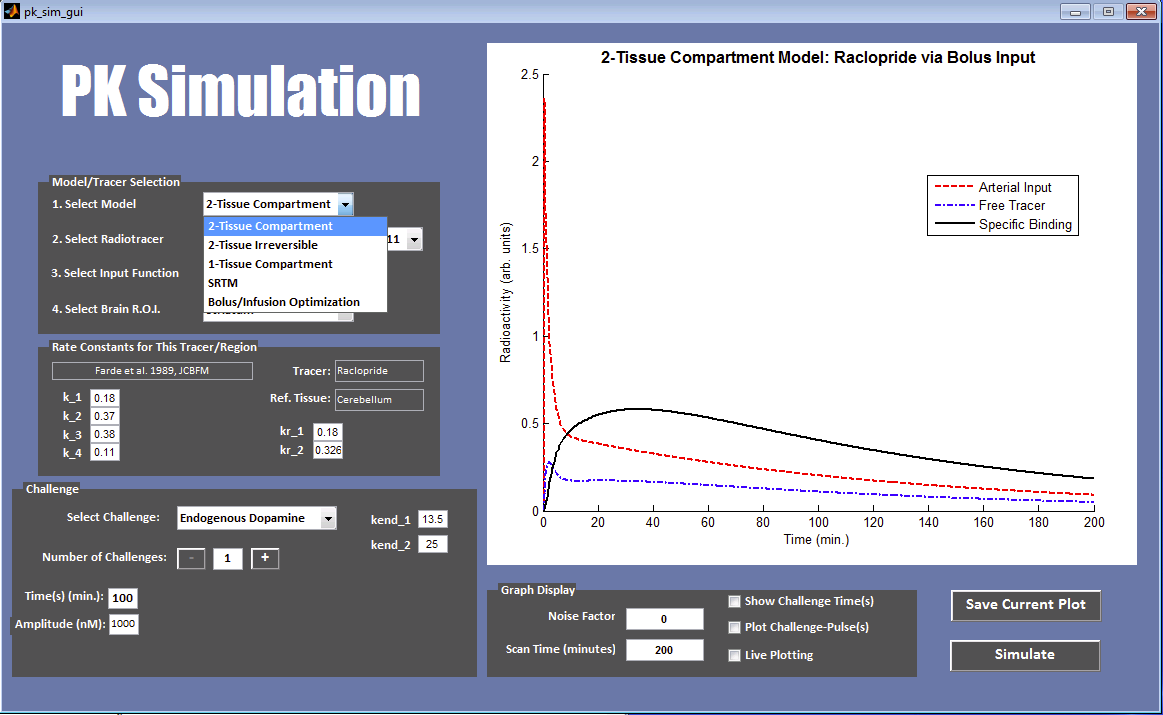 pk_sim_gui
PK Simulation
Model/Tracer Selection
1. Select Model
2-Tissue Compartment
2-Tissue Compartment
2-Tissue Irreversible
1-Tissue Compartment
SRTM
Bolus/Infusion Optimization
2. Select Radiotracer
11
3. Select Input Function
4. Select Brain R.O.I.
Rate Constants for This Tracer/Region
Farde et al. 1989, JCBFM
Tracer: Raclopride
Ref. Tissue: Cerebellum
k_1 0.18
k_2 0.37
k_3 0.38
k_4 0.11
kr_1 0.18
kr_2 0.326
Challenge
Select Challenge: Endogenous Dopamine
kend_1 13.5
kend_2 25
Number of Challenges: - 1 +
Time(s) (min.): 100
Amplitude (nM): 1000
2-Tissue Compartment Model: Raclopride via Bolus Input
Radioactivity (arb. units)
2.5
2
1.5
1
0.5
0
0 20 40 60 80 100 120 140 160 180 200
Time (min.)
Arterial Input
Free Tracer
Specific Binding
Graph Display
Noise Factor 0
Scan Time (minutes) 200
Show Challenge Time(s)
Plot Challenge-Pulse(s)
Live Plotting
Save Current Plot
Simulate